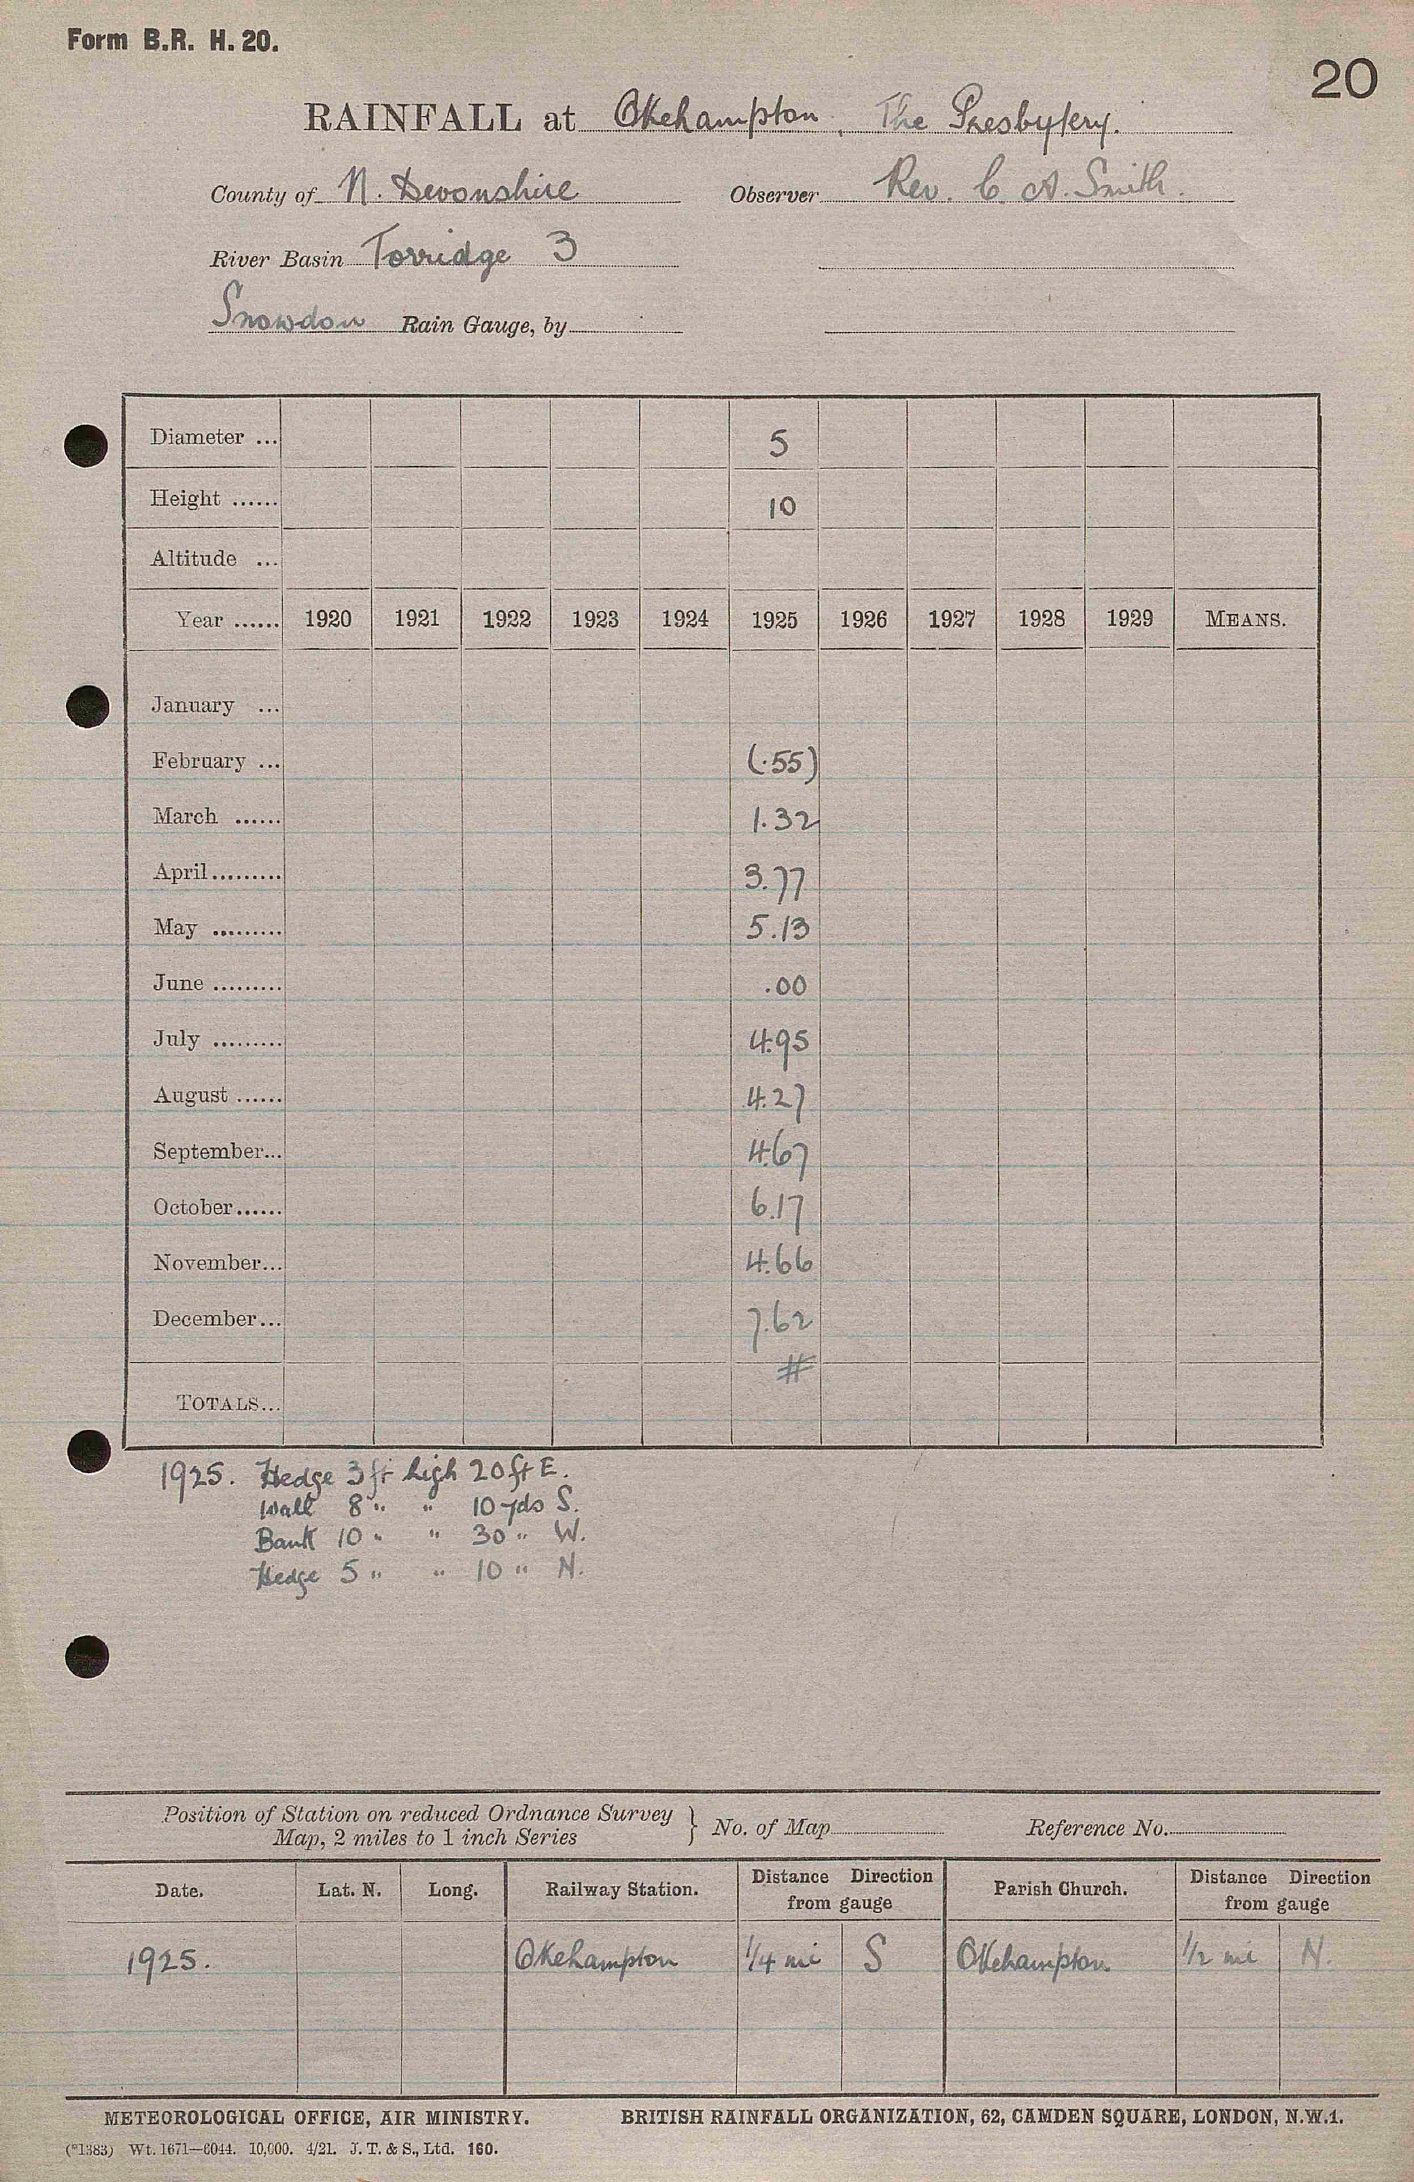 Form B.R. H. 20.
20
RAINFALL at Okehampton, The Presbytery.
County of N. Devonshire Observer Rev. C. A. Smith.
River Basin Torridge 3
Snowdon Rain Gauge, by
Diameter ... 5
Height ...... 10
Altitude ...
Year ...... 1920 1921 1922 1923 1924 1925 1926 1927 1928 1929 MEANS.
January ...
February ... (.55)
March ...... 1.32
April ......... 3.77
May ......... 5.13
June ......... .00
July ......... 4.95
August ...... 4.27
September... 4.67
October...... 6.17
November... 4.66
December... 7.62
#
TOTALS...
1925. Hedge 3 ft high 20 ft E.
Wall 8 " " 10 yds S.
Bank 10 " " 30 " W.
Hedge 5 " " 10 " N.
Position of Station on reduced Ordnance Survey
Map, 2 miles to 1 inch Series } No. of Map Reference No.
Date. Lat. N. Long. Railway Station. Distance Direction from gauge Parish Church. Distance Direction from gauge
1925. Okehampton 1/4 mi S Okehampton 1/2 mi N.
METEOROLOGICAL OFFICE, AIR MINISTRY. BRITISH RAINFALL ORGANIZATION, 62, CAMDEN SQUARE, LONDON, N.W.1.
(*1383) Wt. 1671—6044. 10,000. 4/21. J. T. & S., Ltd. 160.